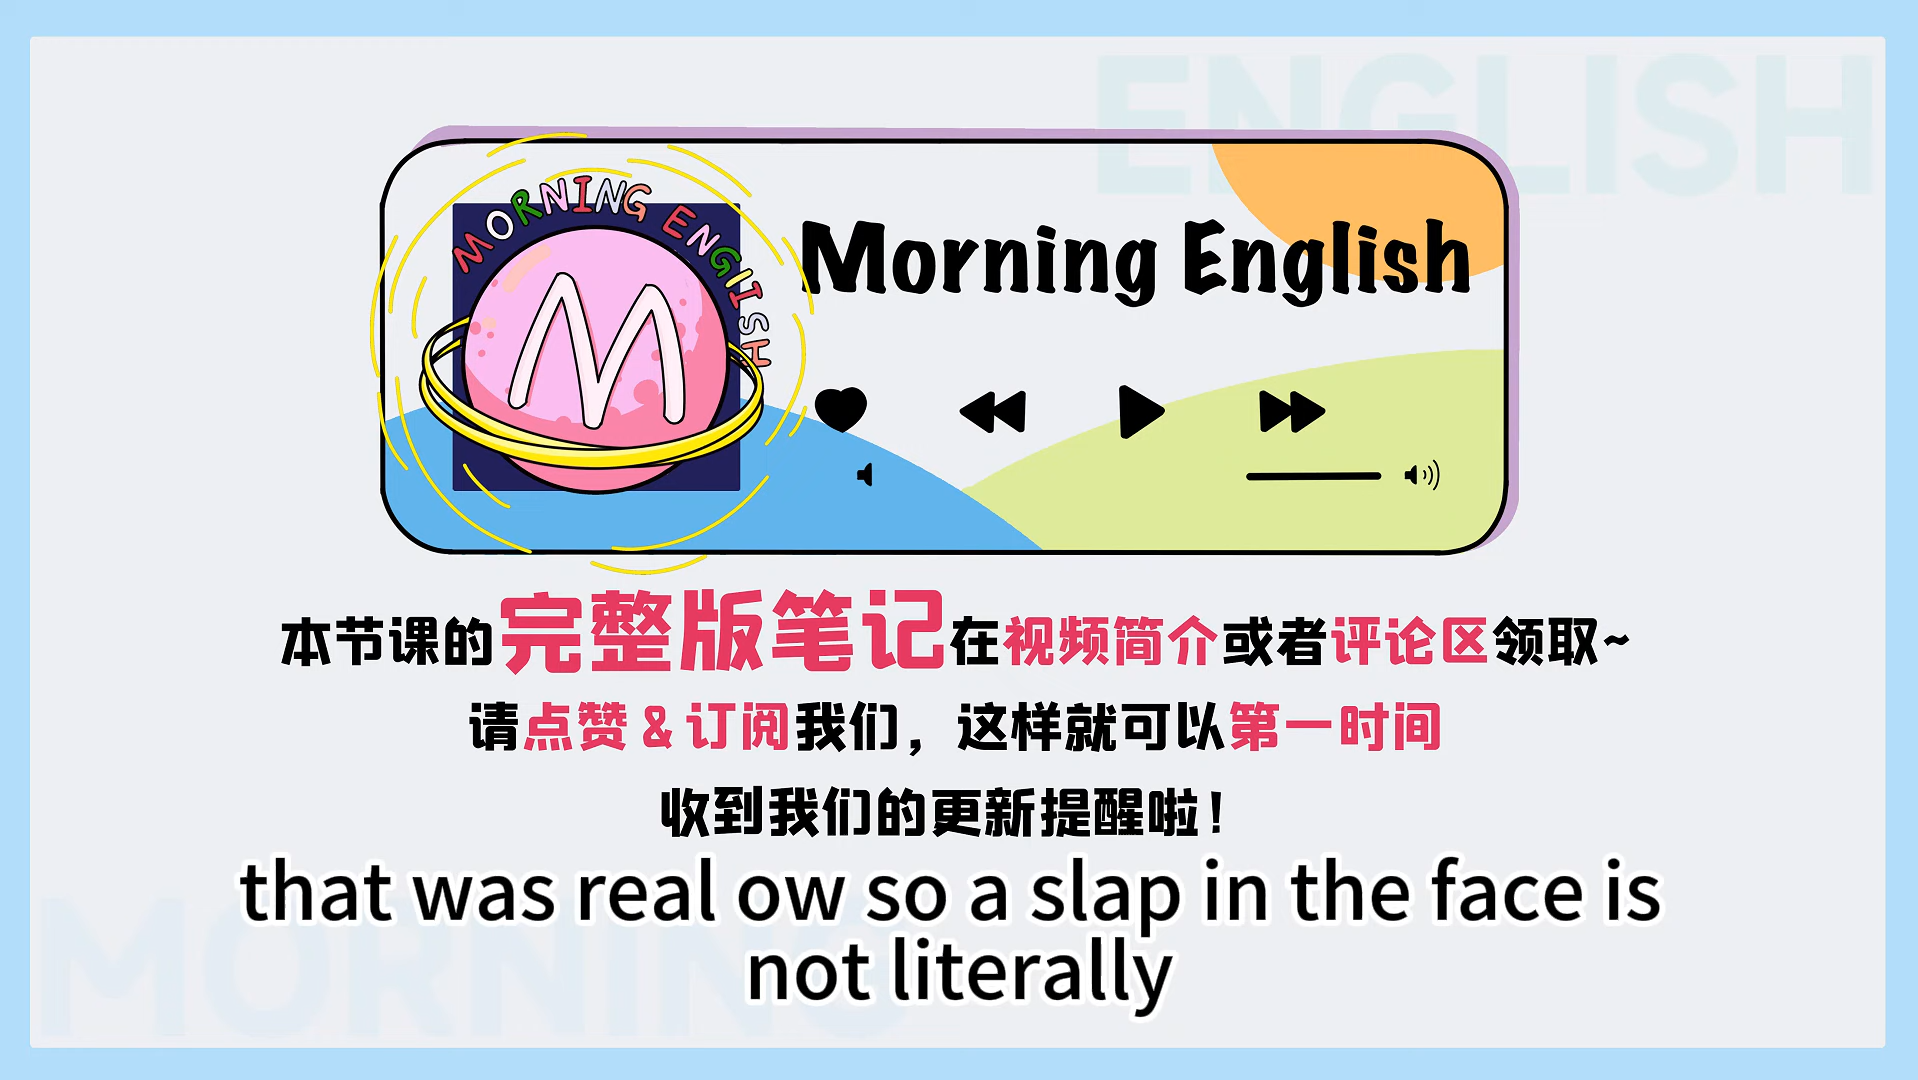 ENGLISH
MORNING ENGLISH
M
Morning English
本节课的完整版笔记在视频简介或者评论区领取~
请点赞&订阅我们，这样就可以第一时间
收到我们的更新提醒啦！
that was real ow so a slap in the face is
not literally
MORNING